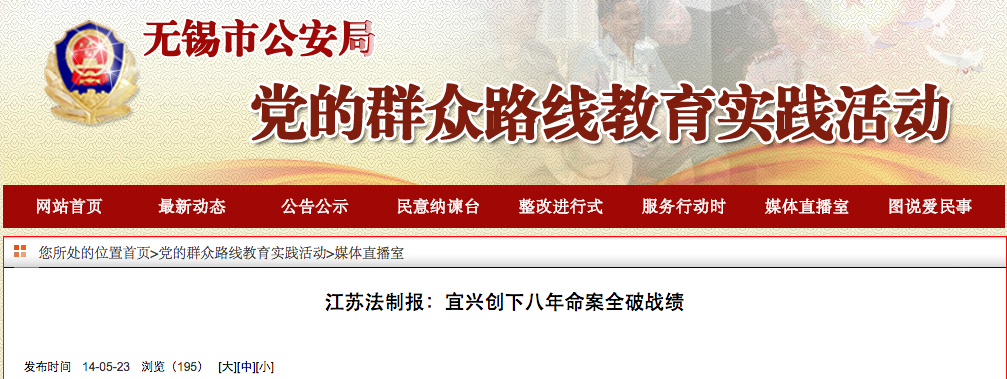 无锡市公安局
党的群众路线教育实践活动
网站首页 最新动态 公告公示 民意纳谏台 整改进行式 服务行动时 媒体直播室 图说爱民事
您所处的位置首页>党的群众路线教育实践活动>媒体直播室
江苏法制报：宜兴创下八年命案全破战绩
发布时间 14-05-23 浏览（195） [大][中][小]